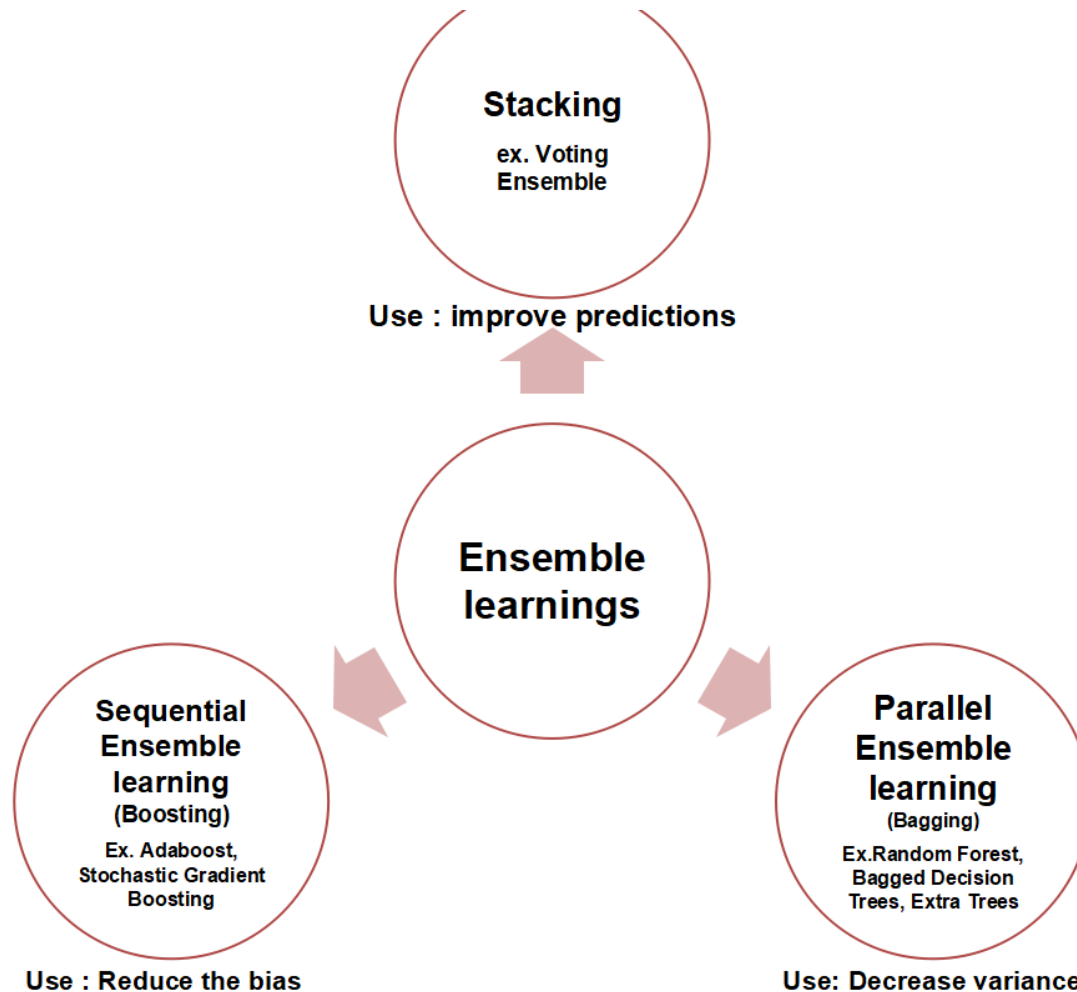 Stacking
ex. Voting
Ensemble
Use : improve predictions
Ensemble
learnings
Sequential
Ensemble
learning
(Boosting)
Ex. Adaboost,
Stochastic Gradient
Boosting
Use : Reduce the bias
Parallel
Ensemble
learning
(Bagging)
Ex.Random Forest,
Bagged Decision
Trees, Extra Trees
Use: Decrease variance